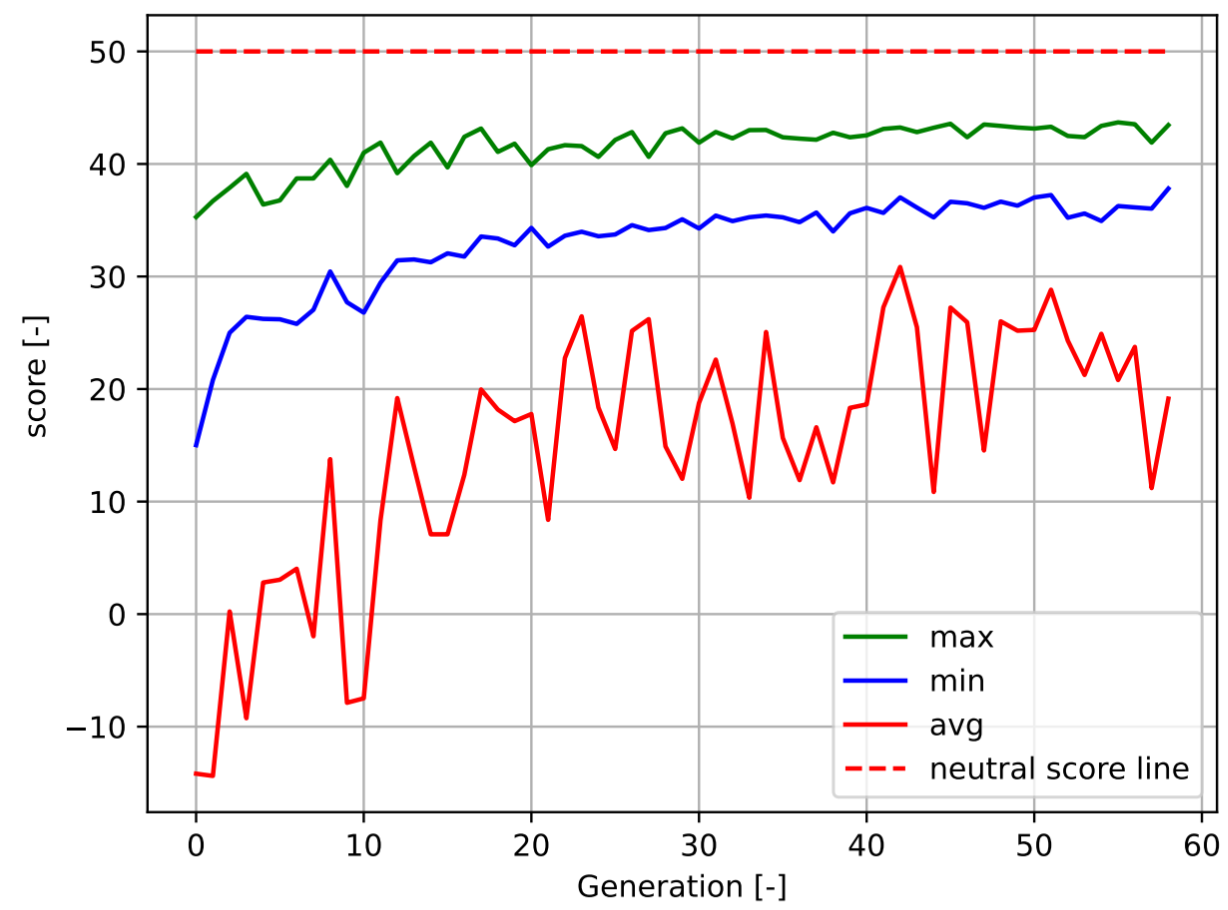 50
40
30
20
10
0
−10
score [-]
0 10 20 30 40 50 60
Generation [-]
max
min
avg
neutral score line